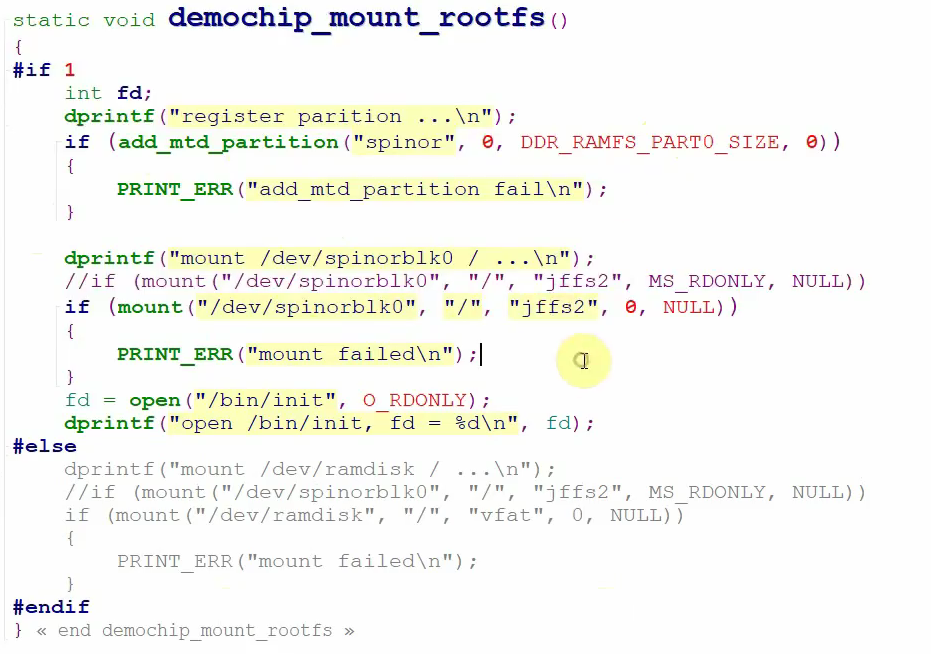 static void demochip_mount_rootfs()
{
#if 1
    int fd;
    dprintf("register parition ...\n");
    if (add_mtd_partition("spinor", 0, DDR_RAMFS_PART0_SIZE, 0))
    {
        PRINT_ERR("add_mtd_partition fail\n");
    }

    dprintf("mount /dev/spinorblk0 / ...\n");
    //if (mount("/dev/spinorblk0", "/", "jffs2", MS_RDONLY, NULL))
    if (mount("/dev/spinorblk0", "/", "jffs2", 0, NULL))
    {
        PRINT_ERR("mount failed\n");
    }
    fd = open("/bin/init", O_RDONLY);
    dprintf("open /bin/init, fd = %d\n", fd);
#else
    dprintf("mount /dev/ramdisk / ...\n");
    //if (mount("/dev/spinorblk0", "/", "jffs2", MS_RDONLY, NULL))
    if (mount("/dev/ramdisk", "/", "vfat", 0, NULL))
    {
        PRINT_ERR("mount failed\n");
    }
#endif
} « end demochip_mount_rootfs »